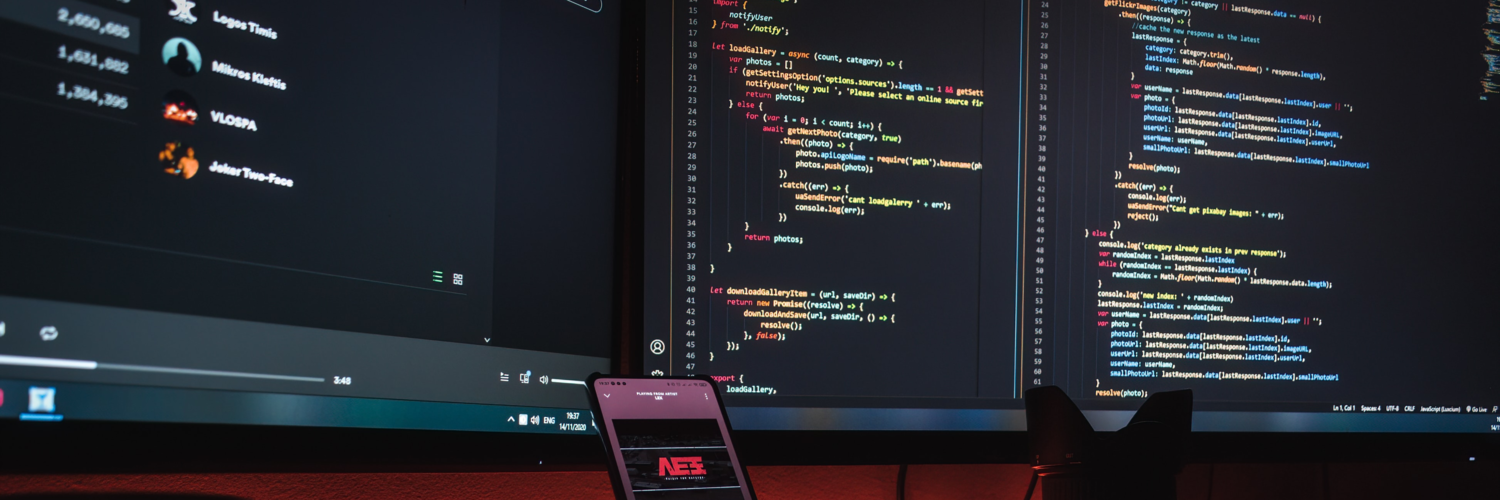 2,650,685
1,631,882
1,384,395
Logos Timis
Mikros Kleftis
VLOSPA
Joker Two-Face
3:48
ENG
19:37
14/11/2020
import {
notifyUser
} from './notify';
let loadGallery = async (count, category) => {
var photos = []
if (getSettingsOption('options.sources').length == 1 && getSett
notifyUser('Hey you! ', 'Please select an online source fir
return photos;
} else {
for (var i = 0; i < count; i++) {
await getNextPhoto(category, true)
.then((photo) => {
photo.apiLogoName = require('path').basename(ph
photos.push(photo);
})
.catch((err) => {
uaSendError('cant loadgalerry ' + err);
console.log(err);
})
}
return photos;
}
}
let downloadGalleryItem = (url, saveDir) => {
return new Promise((resolve) => {
downloadAndSave(url, saveDir, () => {
resolve();
}, false);
});
}
export {
loadGallery,
getFlickrImages(category)
.then((response) => {
//cache the new response as the latest
lastResponse = {
category: category.trim(),
lastIndex: Math.floor(Math.random() * response.length),
data: response
}
var userName = lastResponse.data[lastResponse.lastIndex].user || '';
var photo = {
photoId: lastResponse.data[lastResponse.lastIndex].id,
photoUrl: lastResponse.data[lastResponse.lastIndex].imageURL,
userUrl: lastResponse.data[lastResponse.lastIndex].userUrl,
userName: userName,
smallPhotoUrl: lastResponse.data[lastResponse.lastIndex].smallPhotoUrl
}
resolve(photo);
})
.catch((err) => {
console.log(err);
uaSendError("Cant get pixabay images: " + err);
reject();
})
} else {
console.log('category already exists in prev response');
var randomIndex = lastResponse.lastIndex
while (randomIndex == lastResponse.lastIndex) {
randomIndex = Math.floor(Math.random() * lastResponse.data.length);
}
console.log('new index: ' + randomIndex)
lastResponse.lastIndex = randomIndex;
var userName = lastResponse.data[lastResponse.lastIndex].user || '';
var photo = {
photoId: lastResponse.data[lastResponse.lastIndex].id,
photoUrl: lastResponse.data[lastResponse.lastIndex].imageURL,
userUrl: lastResponse.data[lastResponse.lastIndex].userUrl,
userName: userName,
smallPhotoUrl: lastResponse.data[lastResponse.lastIndex].smallPhotoUrl
}
resolve(photo);
Ln 1, Col 1 Spaces: 4 UTF-8 CRLF JavaScript (Luxcium) Go Live
PLAYING FROM ARTIST
LEX